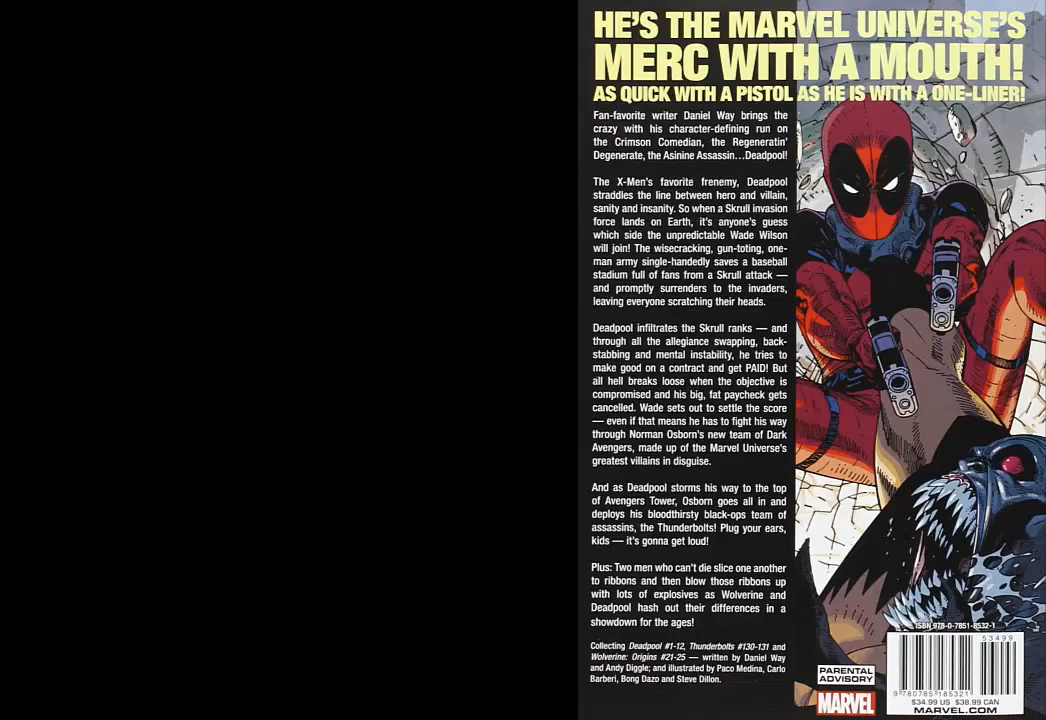 HE'S THE MARVEL UNIVERSE'S
MERC WITH A MOUTH!
AS QUICK WITH A PISTOL AS HE IS WITH A ONE-LINER!
Fan-favorite writer Daniel Way brings the
crazy with his character-defining run on
the Crimson Comedian, the Regeneratin'
Degenerate, the Asinine Assassin...Deadpool!
The X-Men's favorite frenemy, Deadpool
straddles the line between hero and villain,
sanity and insanity. So when a Skrull invasion
force lands on Earth, it's anyone's guess
which side the unpredictable Wade Wilson
will join! The wisecracking, gun-toting, one-
man army single-handedly saves a baseball
stadium full of fans from a Skrull attack —
and promptly surrenders to the invaders,
leaving everyone scratching their heads.
Deadpool infiltrates the Skrull ranks — and
through all the allegiance swapping, back-
stabbing and mental instability, he tries to
make good on a contract and get PAID! But
all hell breaks loose when the objective is
compromised and his big, fat paycheck gets
cancelled. Wade sets out to settle the score
— even if that means he has to fight his way
through Norman Osborn's new team of Dark
Avengers, made up of the Marvel Universe's
greatest villains in disguise.
And as Deadpool storms his way to the top
of Avengers Tower, Osborn goes all in and
deploys his bloodthirsty black-ops team of
assassins, the Thunderbolts! Plug your ears,
kids — it's gonna get loud!
Plus: Two men who can't die slice one another
to ribbons and then blow those ribbons up
with lots of explosives as Wolverine and
Deadpool hash out their differences in a
showdown for the ages!
Collecting Deadpool #1-12, Thunderbolts #130-131 and
Wolverine: Origins #21-25 — written by Daniel Way
and Andy Diggle; and illustrated by Paco Medina, Carlo
Barberi, Bong Dazo and Steve Dillon.
ISBN 978-0-7851-8532-1
53499
9 780785 185321
$34.99 US $38.99 CAN
MARVEL.COM
PARENTAL
ADVISORY
MARVEL